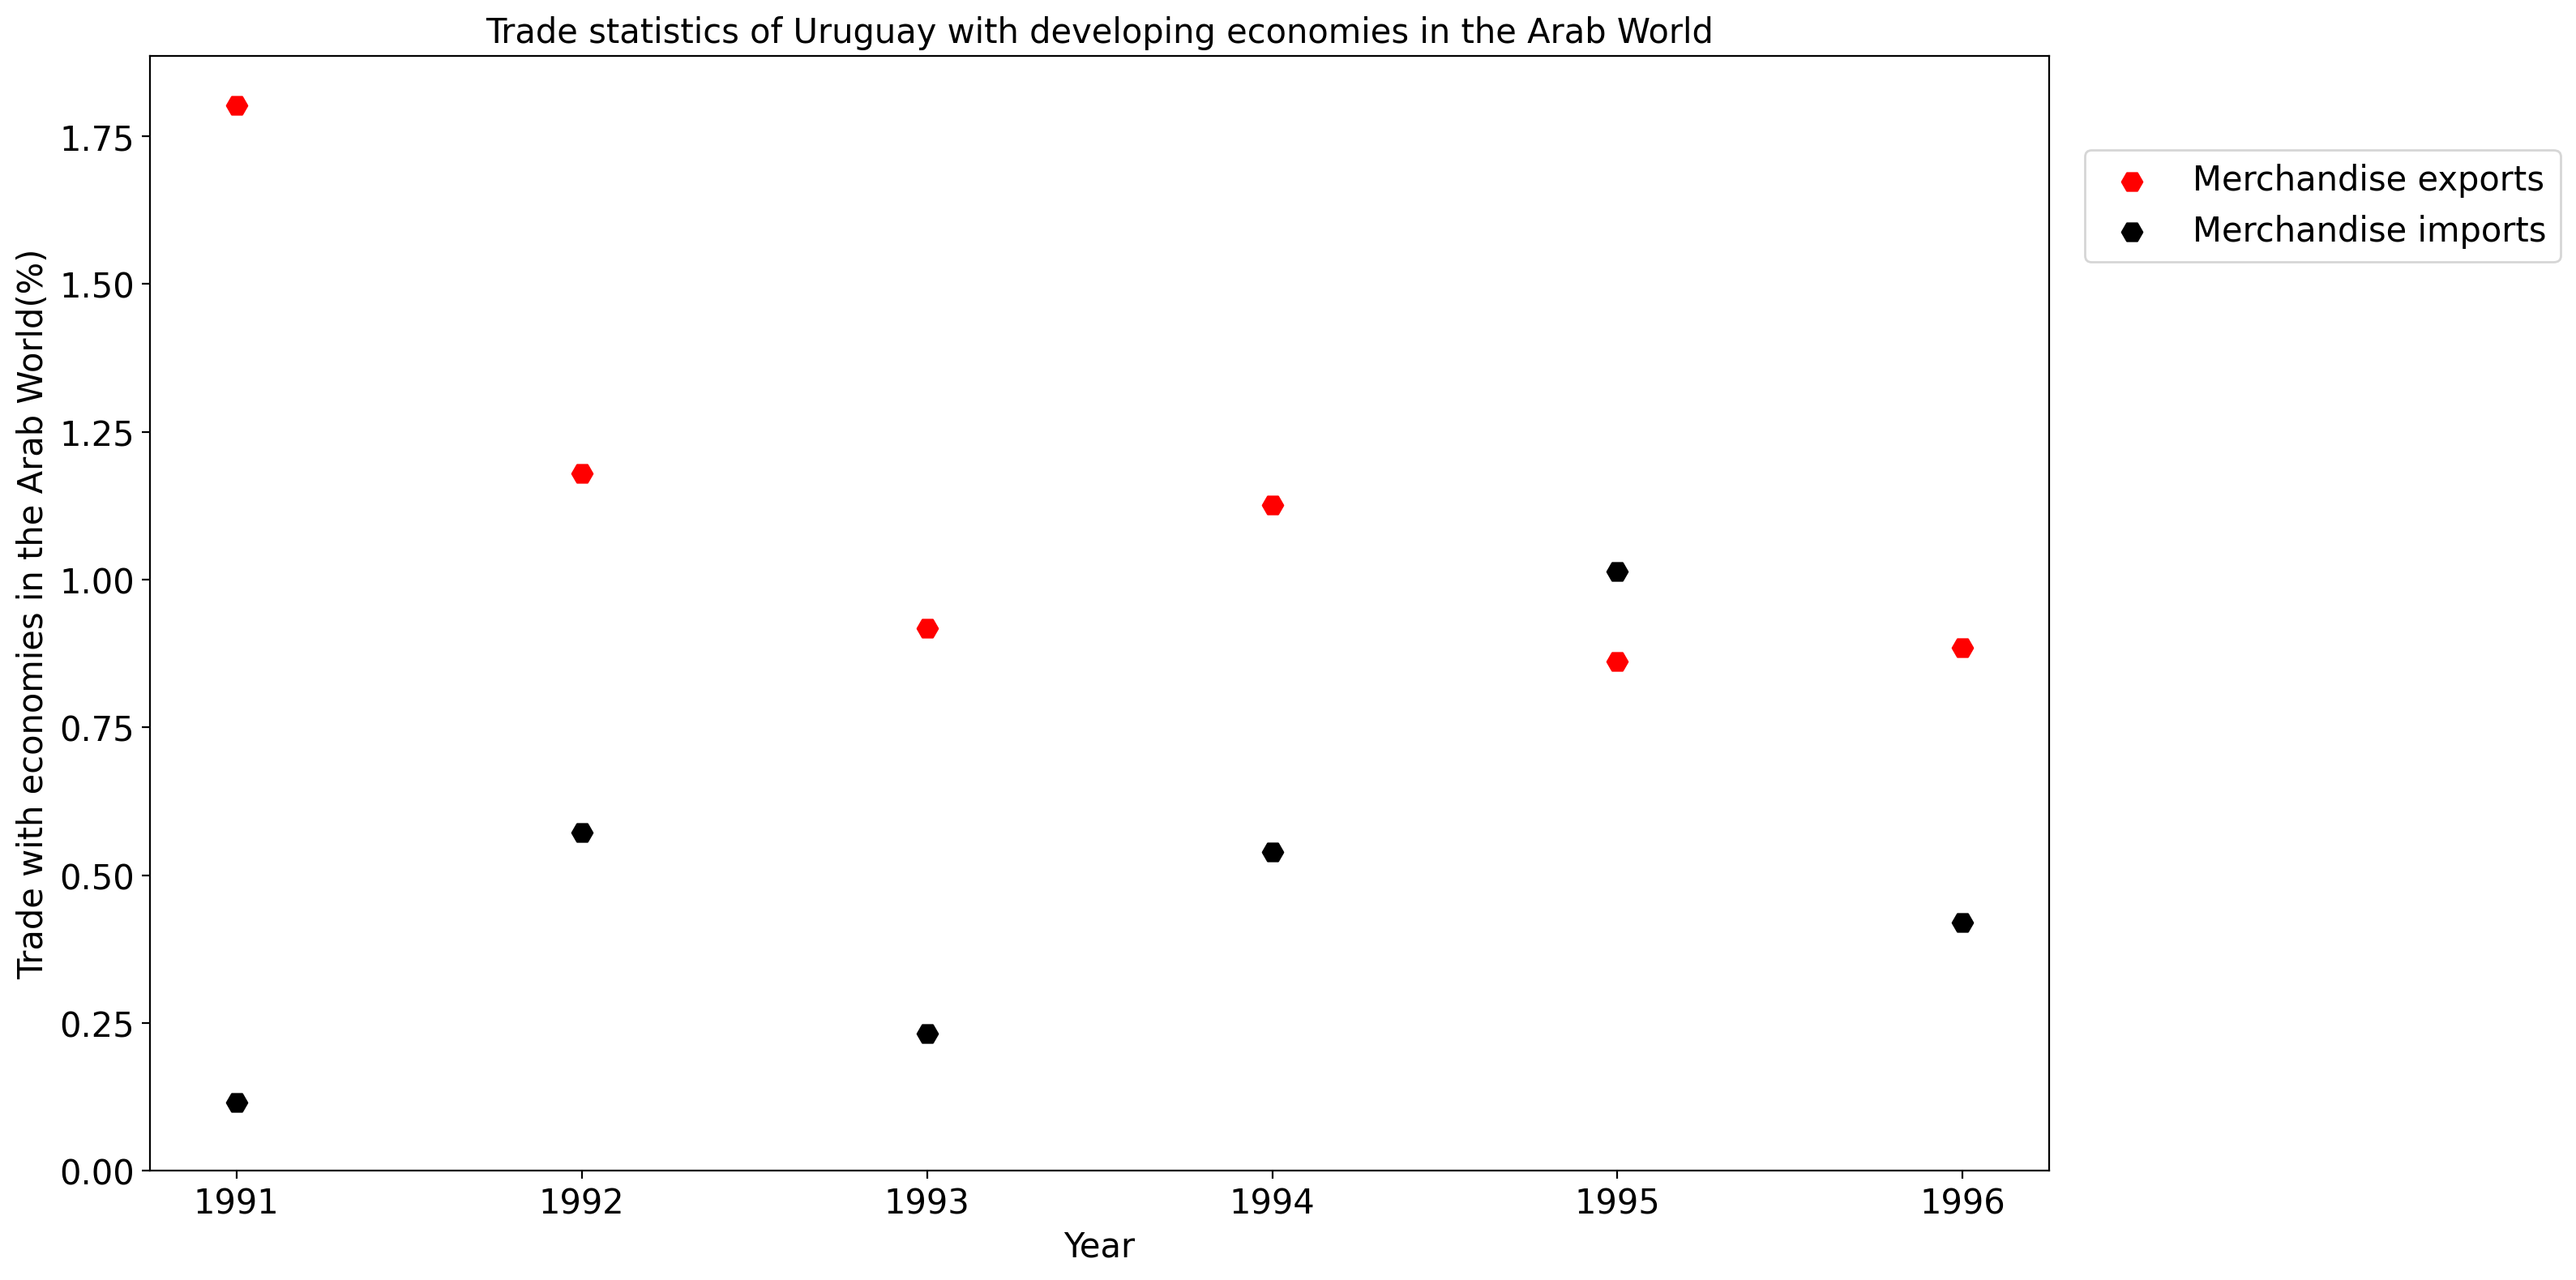 Trade statistics of Uruguay with developing economies in the Arab World
Trade with economies in the Arab World(%)
1.75
1.50
1.25
1.00
0.75
0.50
0.25
0.00
1991 1992 1993 1994 1995 1996
Year
Merchandise exports
Merchandise imports